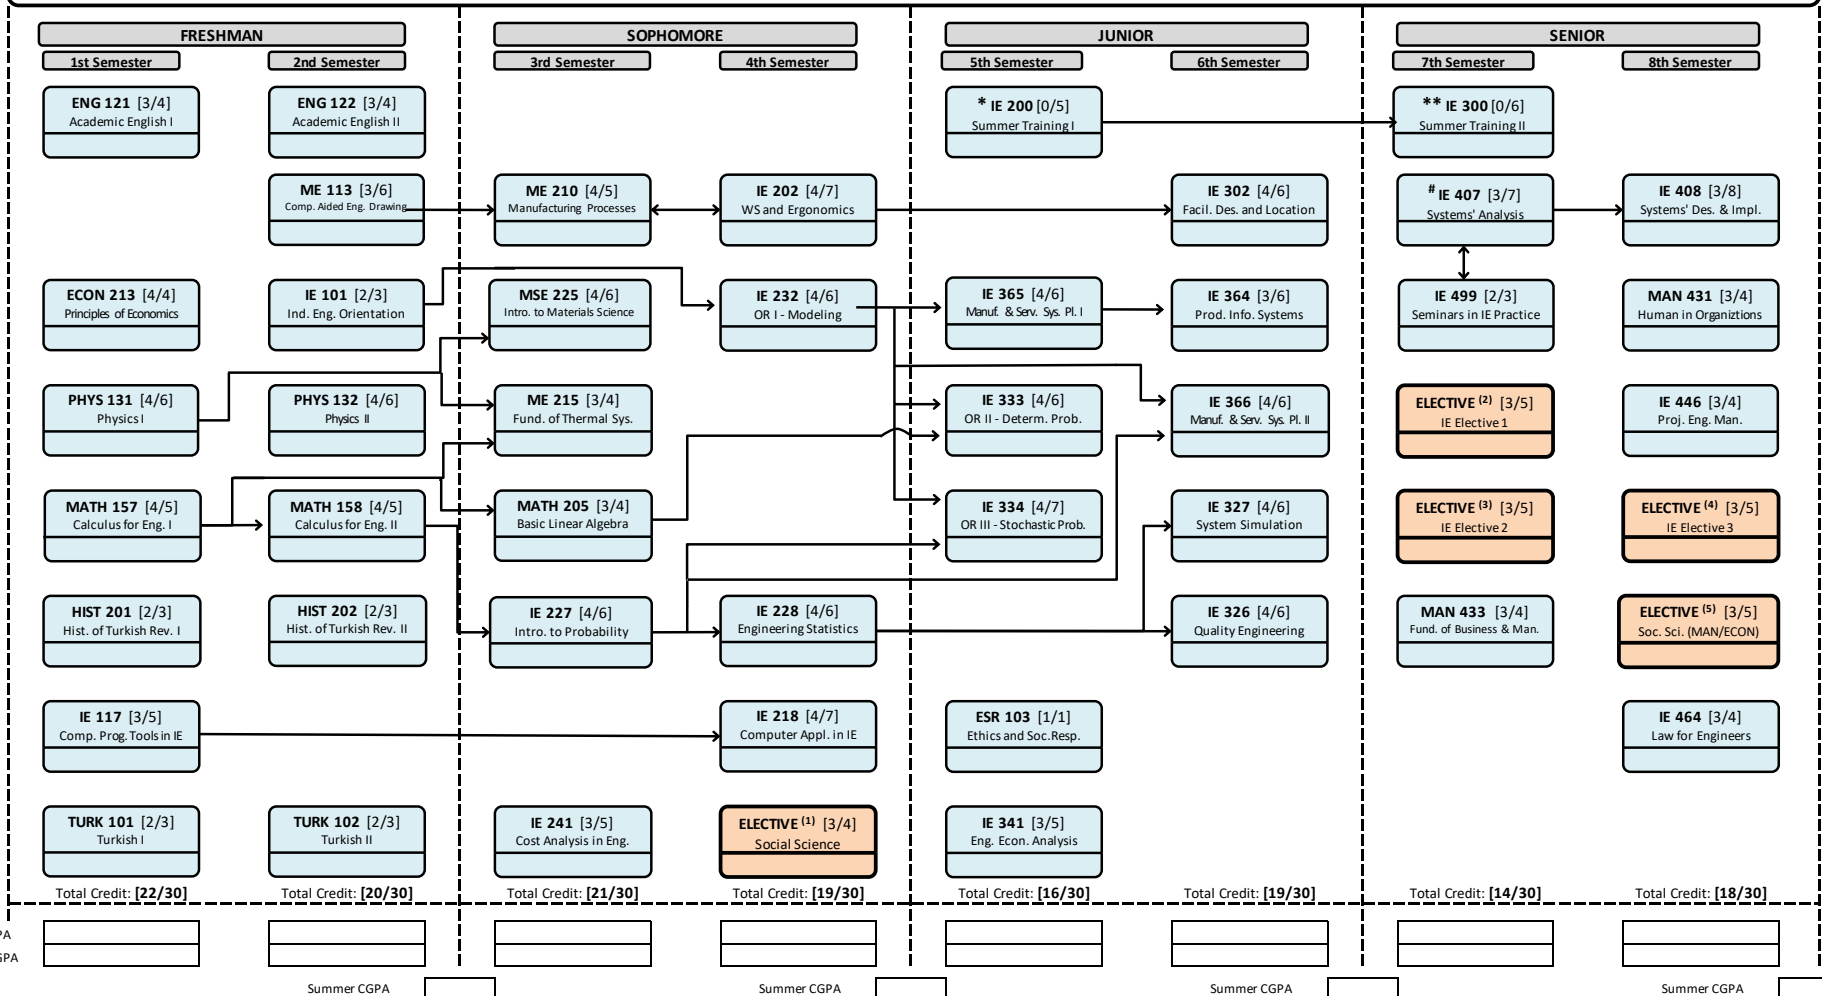 FRESHMAN
SOPHOMORE
JUNIOR
SENIOR
1st Semester
2nd Semester
3rd Semester
4th Semester
5th Semester
6th Semester
7th Semester
8th Semester
ENG 121 [3/4]
Academic English I
ENG 122 [3/4]
Academic English II
* IE 200 [0/5]
Summer Training I
** IE 300 [0/6]
Summer Training II
ME 113 [3/6]
Comp. Aided Eng. Drawing
ME 210 [4/5]
Manufacturing Processes
IE 202 [4/7]
WS and Ergonomics
IE 302 [4/6]
Facil. Des. and Location
# IE 407 [3/7]
Systems' Analysis
IE 408 [3/8]
Systems' Des. & Impl.
ECON 213 [4/4]
Principles of Economics
IE 101 [2/3]
Ind. Eng. Orientation
MSE 225 [4/6]
Intro. to Materials Science
IE 232 [4/6]
OR I - Modeling
IE 365 [4/6]
Manuf. & Serv. Sys. Pl. I
IE 364 [3/6]
Prod. Info. Systems
IE 499 [2/3]
Seminars in IE Practice
MAN 431 [3/4]
Human in Organiztions
PHYS 131 [4/6]
Physics I
PHYS 132 [4/6]
Physics II
ME 215 [3/4]
Fund. of Thermal Sys.
IE 333 [4/6]
OR II - Determ. Prob.
IE 366 [4/6]
Manuf. & Serv. Sys. Pl. II
ELECTIVE (2) [3/5]
IE Elective 1
IE 446 [3/4]
Proj. Eng. Man.
MATH 157 [4/5]
Calculus for Eng. I
MATH 158 [4/5]
Calculus for Eng. II
MATH 205 [3/4]
Basic Linear Algebra
IE 334 [4/7]
OR III - Stochastic Prob.
IE 327 [4/6]
System Simulation
ELECTIVE (3) [3/5]
IE Elective 2
ELECTIVE (4) [3/5]
IE Elective 3
HIST 201 [2/3]
Hist. of Turkish Rev. I
HIST 202 [2/3]
Hist. of Turkish Rev. II
IE 227 [4/6]
Intro. to Probability
IE 228 [4/6]
Engineering Statistics
IE 326 [4/6]
Quality Engineering
MAN 433 [3/4]
Fund. of Business & Man.
ELECTIVE (5) [3/5]
Soc. Sci. (MAN/ECON)
IE 117 [3/5]
Comp. Prog. Tools in IE
IE 218 [4/7]
Computer Appl. in IE
ESR 103 [1/1]
Ethics and Soc.Resp.
IE 464 [3/4]
Law for Engineers
TURK 101 [2/3]
Turkish I
TURK 102 [2/3]
Turkish II
IE 241 [3/5]
Cost Analysis in Eng.
ELECTIVE (1) [3/4]
Social Science
IE 341 [3/5]
Eng. Econ. Analysis
Total Credit: [22/30]
Total Credit: [20/30]
Total Credit: [21/30]
Total Credit: [19/30]
Total Credit: [16/30]
Total Credit: [19/30]
Total Credit: [14/30]
Total Credit: [18/30]
PA
GPA
Summer CGPA
Summer CGPA
Summer CGPA
Summer CGPA